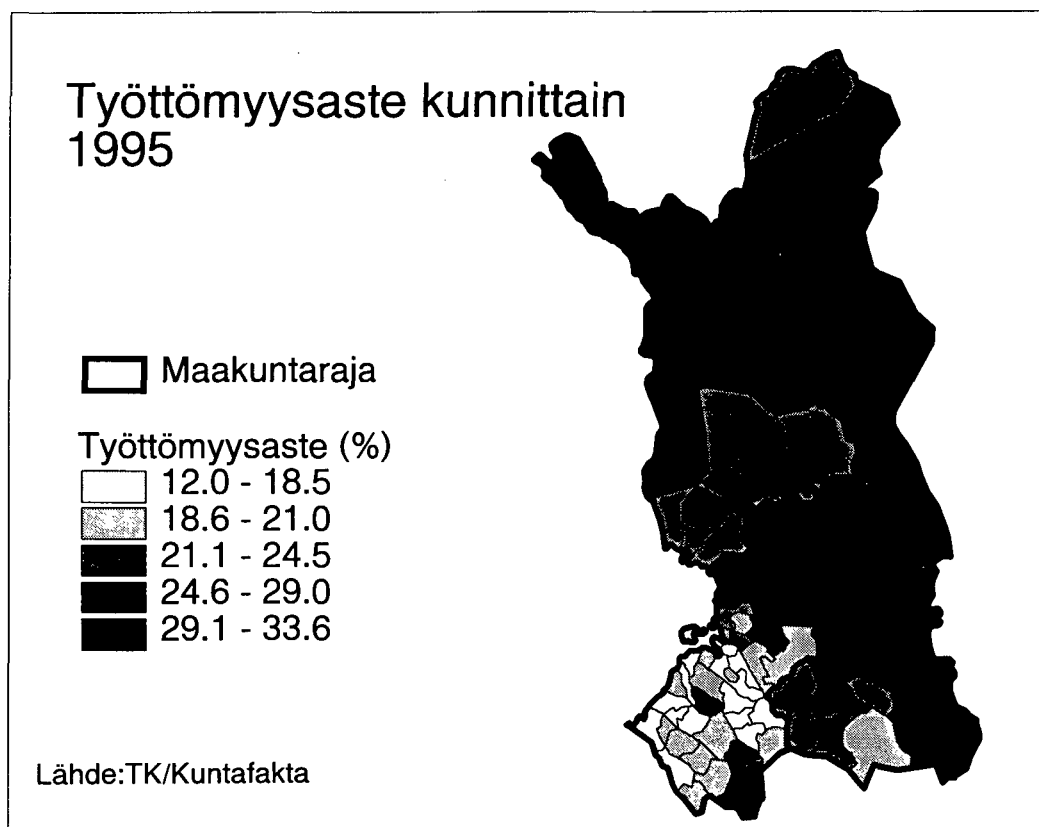 Työttömyysaste kunnittain
1995
Maakuntaraja
Työttömyysaste (%)
12.0 - 18.5
18.6 - 21.0
21.1 - 24.5
24.6 - 29.0
29.1 - 33.6
Lähde:TK/Kuntafakta